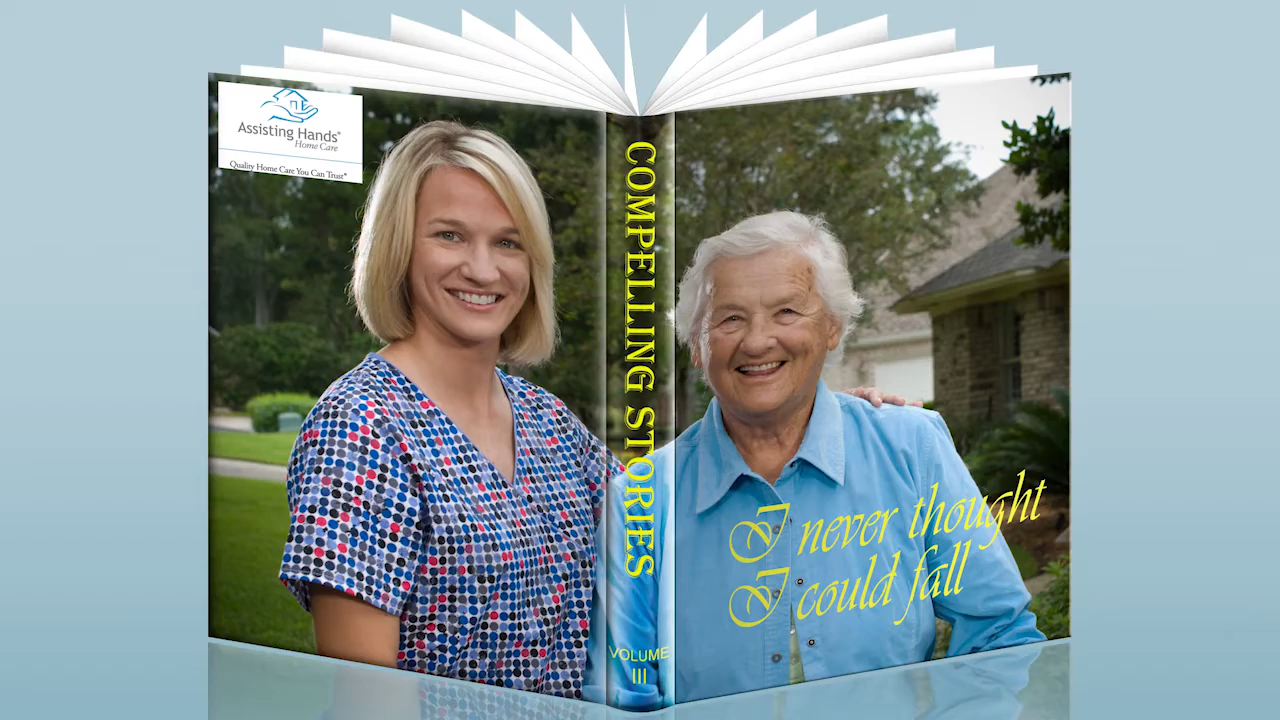 Assisting Hands®
Home Care
Quality Home Care You Can Trust®
COMPELLING STORIES
VOLUME
III
I never thought
I could fall